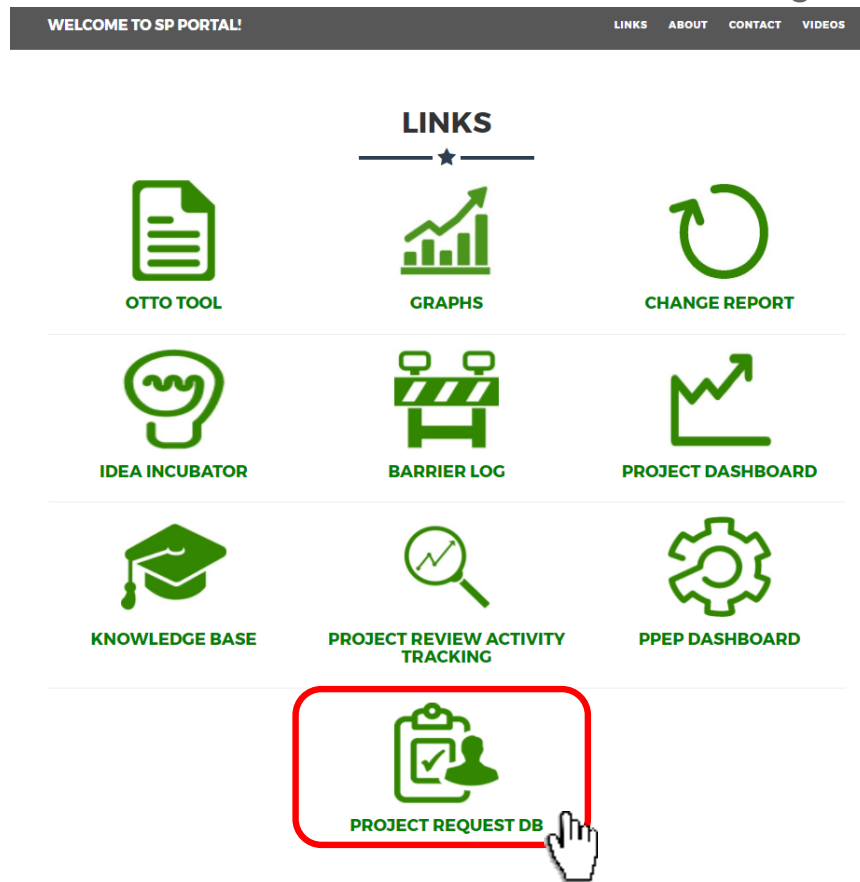 WELCOME TO SP PORTAL!
LINKS ABOUT CONTACT VIDEOS
LINKS
OTTO TOOL
GRAPHS
CHANGE REPORT
IDEA INCUBATOR
BARRIER LOG
PROJECT DASHBOARD
KNOWLEDGE BASE
PROJECT REVIEW ACTIVITY
TRACKING
PPEP DASHBOARD
PROJECT REQUEST DB